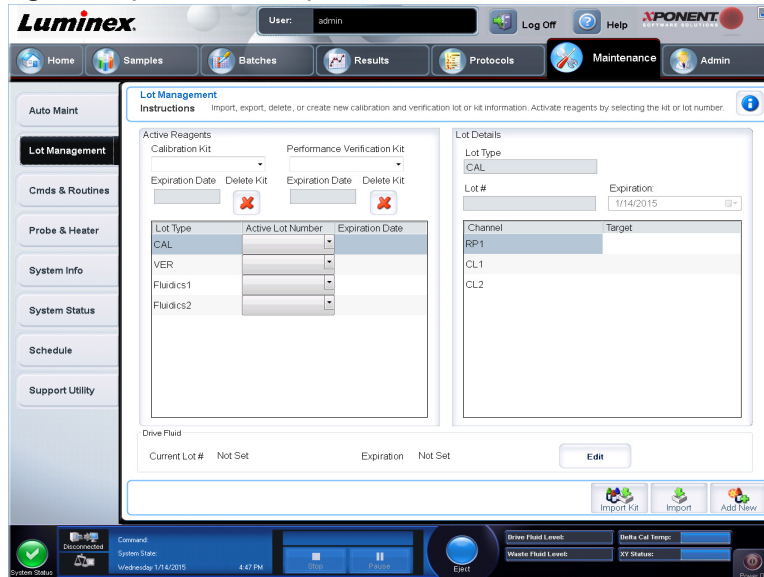 Luminex.
User: admin
Log Off
Help
XPONENT
SOFTWARE SOLUTIONS
Home
Samples
Batches
Results
Protocols
Maintenance
Admin
Auto Maint
Lot Management
Cmds & Routines
Probe & Heater
System Info
System Status
Schedule
Support Utility
Lot Management
Instructions Import, export, delete, or create new calibration and verification lot or kit information. Activate reagents by selecting the kit or lot number.
Active Reagents
Calibration Kit Performance Verification Kit
Expiration Date Delete Kit Expiration Date Delete Kit
Lot Type Active Lot Number Expiration Date
CAL
VER
Fluidics1
Fluidics2
Lot Details
Lot Type
CAL
Lot # Expiration:
1/14/2015
Channel Target
RP1
CL1
CL2
Drive Fluid
Current Lot # Not Set Expiration Not Set Edit
Import Kit Import Add New
System Status
Disconnected
Command:
System State:
Wednesday 1/14/2015 4:47 PM
Stop Pause
Eject
Drive Fluid Level: Delta Cal Temp:
Waste Fluid Level: XY Status: